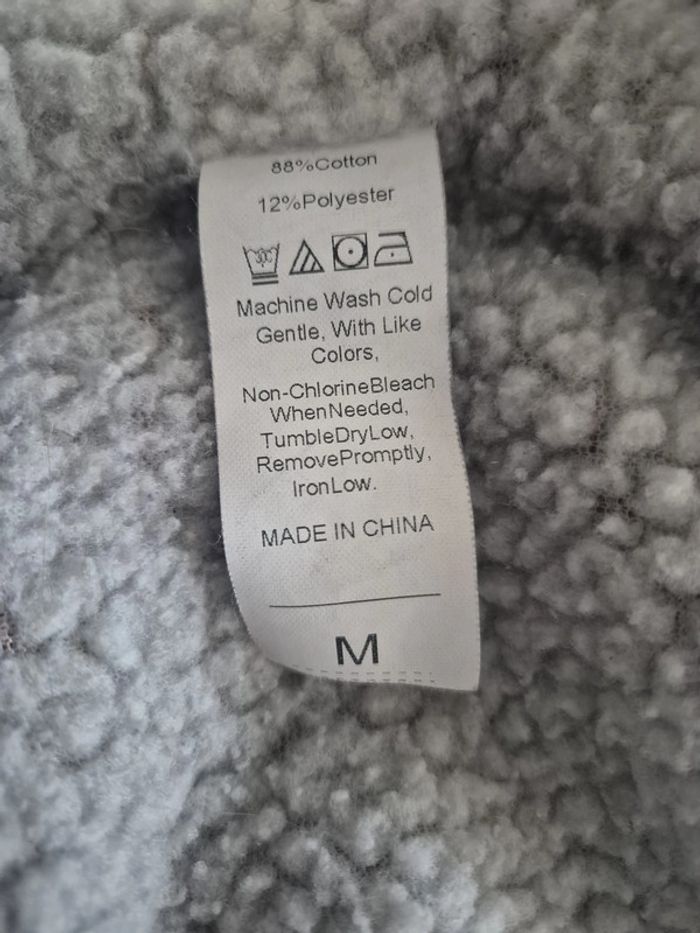 88%Cotton
12%Polyester
Machine Wash Cold
Gentle, With Like
Colors,
Non-ChlorineBleach
WhenNeeded,
TumbleDryLow,
RemovePromptly,
IronLow.
MADE IN CHINA
M